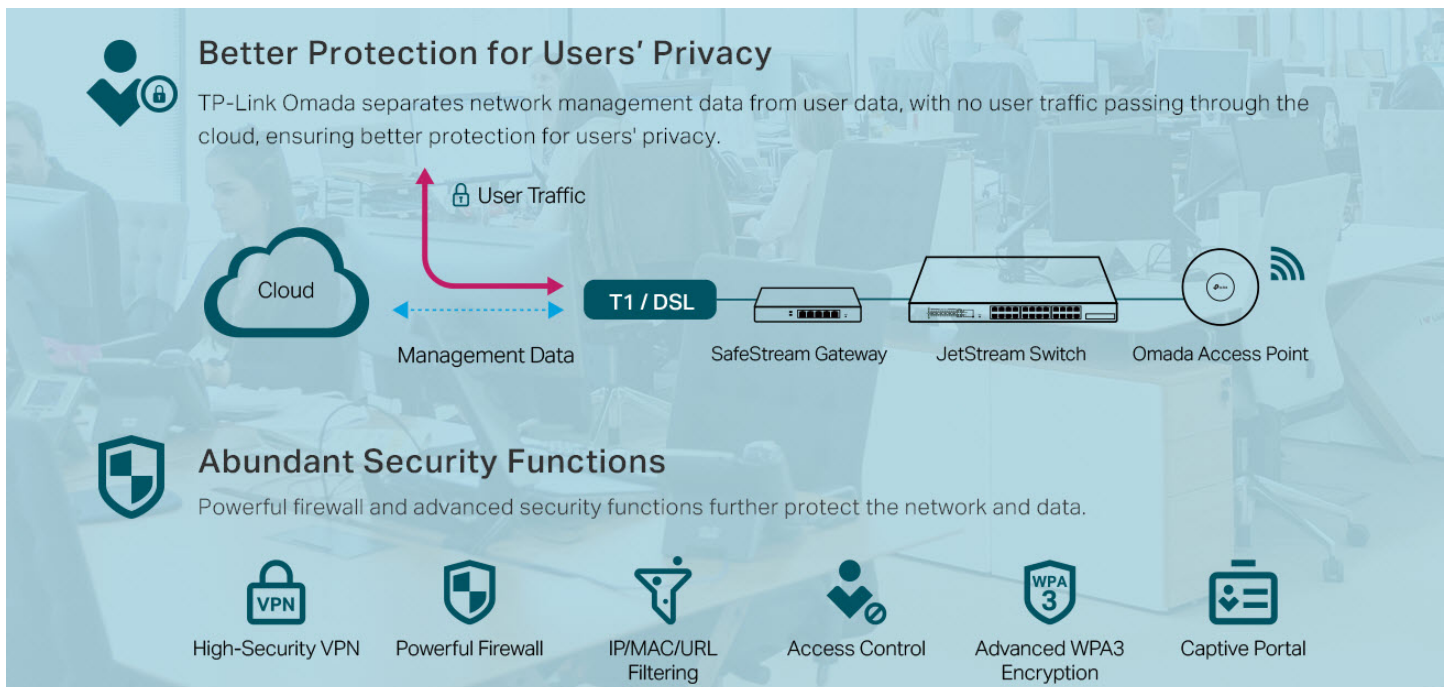 Better Protection for Users' Privacy
TP-Link Omada separates network management data from user data, with no user traffic passing through the
cloud, ensuring better protection for users' privacy.
User Traffic
Cloud
T1 / DSL
Management Data
SafeStream Gateway
JetStream Switch
Omada Access Point
Abundant Security Functions
Powerful firewall and advanced security functions further protect the network and data.
VPN
WPA
3
High-Security VPN
Powerful Firewall
IP/MAC/URL
Filtering
Access Control
Advanced WPA3
Encryption
Captive Portal